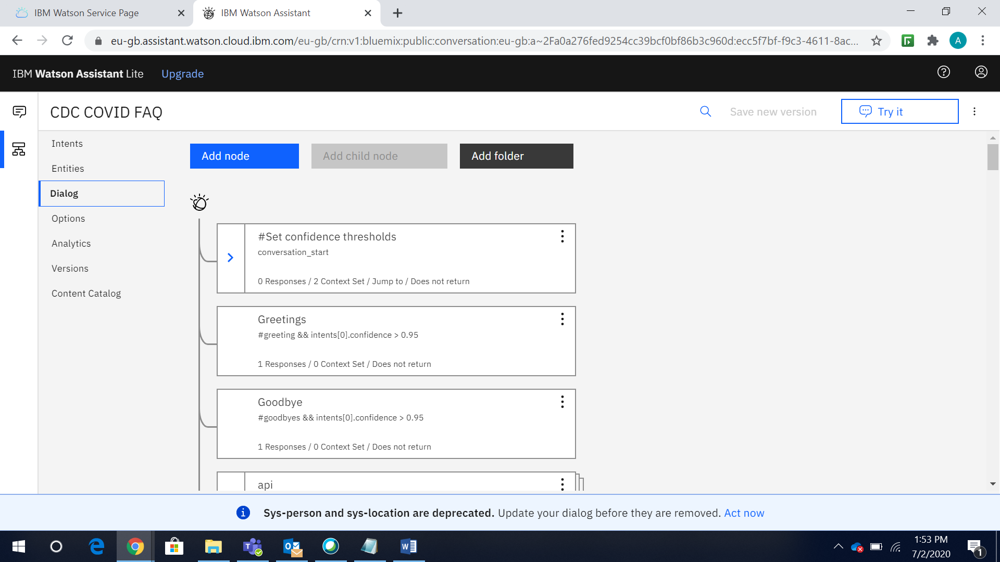 IBM Watson Service Page
IBM Watson Assistant
eu-gb.assistant.watson.cloud.ibm.com/eu-gb/crn:v1:bluemix:public:conversation:eu-gb:a~2Fa0a276fed9254cc39bcf0bf86b3c960d:ecc5f7bf-f9c3-4611-8ac...
A
IBM Watson Assistant Lite
Upgrade
CDC COVID FAQ
Save new version
Try it
Intents
Entities
Dialog
Options
Analytics
Versions
Content Catalog
Add node
Add child node
Add folder
#Set confidence thresholds
conversation_start
0 Responses / 2 Context Set / Jump to / Does not return
Greetings
#greeting && intents[0].confidence > 0.95
1 Responses / 0 Context Set / Does not return
Goodbye
#goodbyes && intents[0].confidence > 0.95
1 Responses / 0 Context Set / Does not return
api
Sys-person and sys-location are deprecated. Update your dialog before they are removed. Act now
1:53 PM
7/2/2020
1